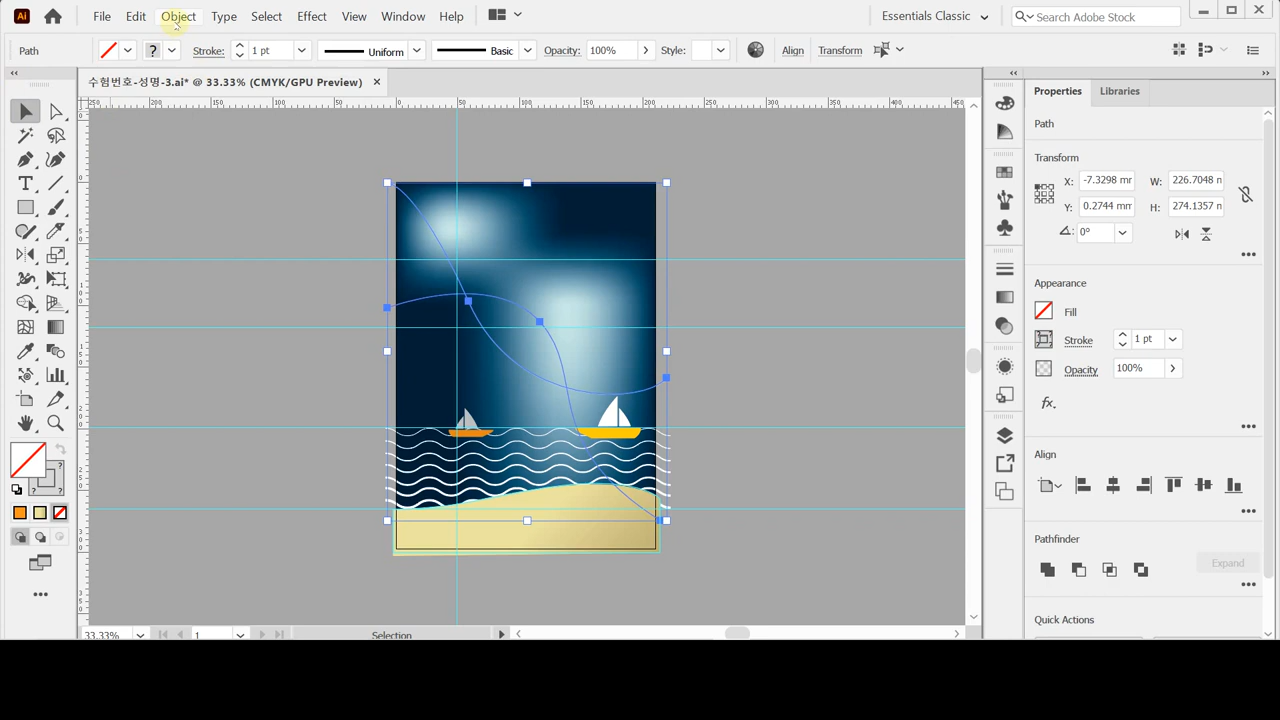 Ai File Edit Object Type Select Effect View Window Help Essentials Classic Search Adobe Stock
Path ? Stroke: 1 pt Uniform Basic Opacity: 100% Style: Align Transform
수험번호-성명-3.ai* @ 33.33% (CMYK/GPU Preview) ×
Properties Libraries
Path
Transform
X: -7.3298 mr W: 226.7048 n
Y: 0.2744 mm H: 274.1357 n
0°
Appearance
Fill
Stroke 1 pt
Opacity 100%
fx.
Align
Pathfinder
Expand
Quick Actions
33.33% 1 Selection